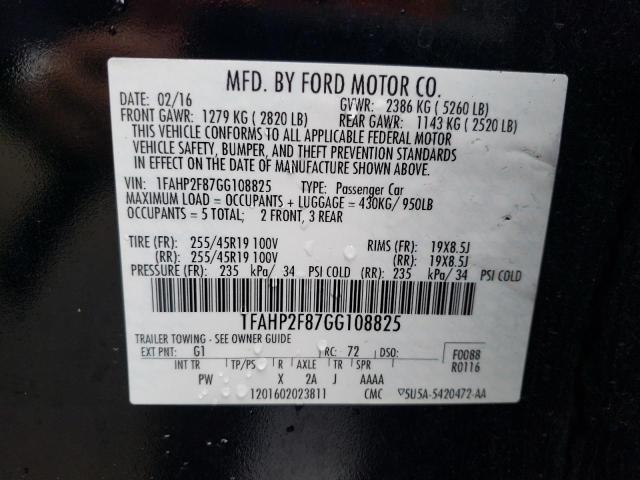 MFD. BY FORD MOTOR CO.
DATE: 02/16 GVWR: 2386 KG ( 5260 LB)
FRONT GAWR: 1279 KG ( 2820 LB) REAR GAWR: 1143 KG ( 2520 LB)
THIS VEHICLE CONFORMS TO ALL APPLICABLE FEDERAL MOTOR
VEHICLE SAFETY, BUMPER, AND THEFT PREVENTION STANDARDS
IN EFFECT ON THE DATE OF MANUFACTURE SHOWN ABOVE.
VIN: 1FAHP2F87GG108825 TYPE: Passenger Car
MAXIMUM LOAD = OCCUPANTS + LUGGAGE = 430KG/ 950LB
OCCUPANTS = 5 TOTAL; 2 FRONT, 3 REAR
TIRE (FR): 255/45R19 100V RIMS (FR): 19X8.5J
(RR): 255/45R19 100V (RR): 19X8.5J
PRESSURE (FR): 235 kPa/ 34 PSI COLD (RR): 235 kPa/ 34 PSI COLD
1FAHP2F87GG108825
TRAILER TOWING - SEE OWNER GUIDE
EXT PNT: G1 RC: 72 DSO: F0088
INT TR TP/PS R AXLE TR SPR R0116
PW X 2A J AAAA
1201602023811 CMC 5U5A-5420472-AA